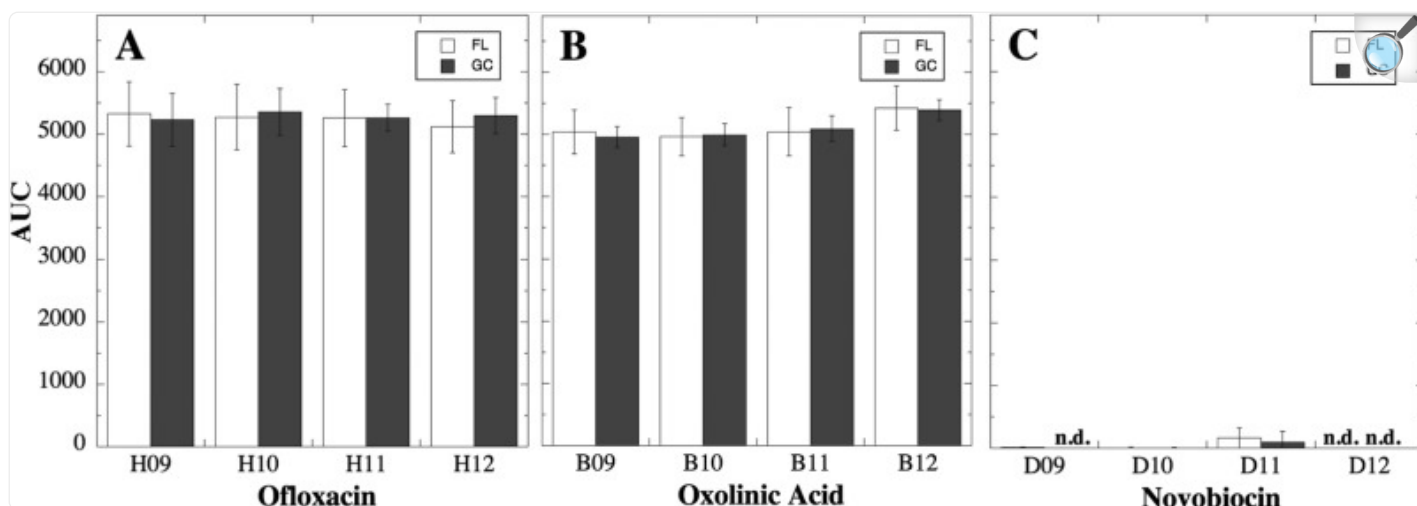 A
FL
GC
B
FL
GC
C
FL
AUC
6000
5000
4000
3000
2000
1000
0
n.d.
n.d. n.d.
H09 H10 H11 H12
B09 B10 B11 B12
D09 D10 D11 D12
Ofloxacin
Oxolinic Acid
Novobiocin